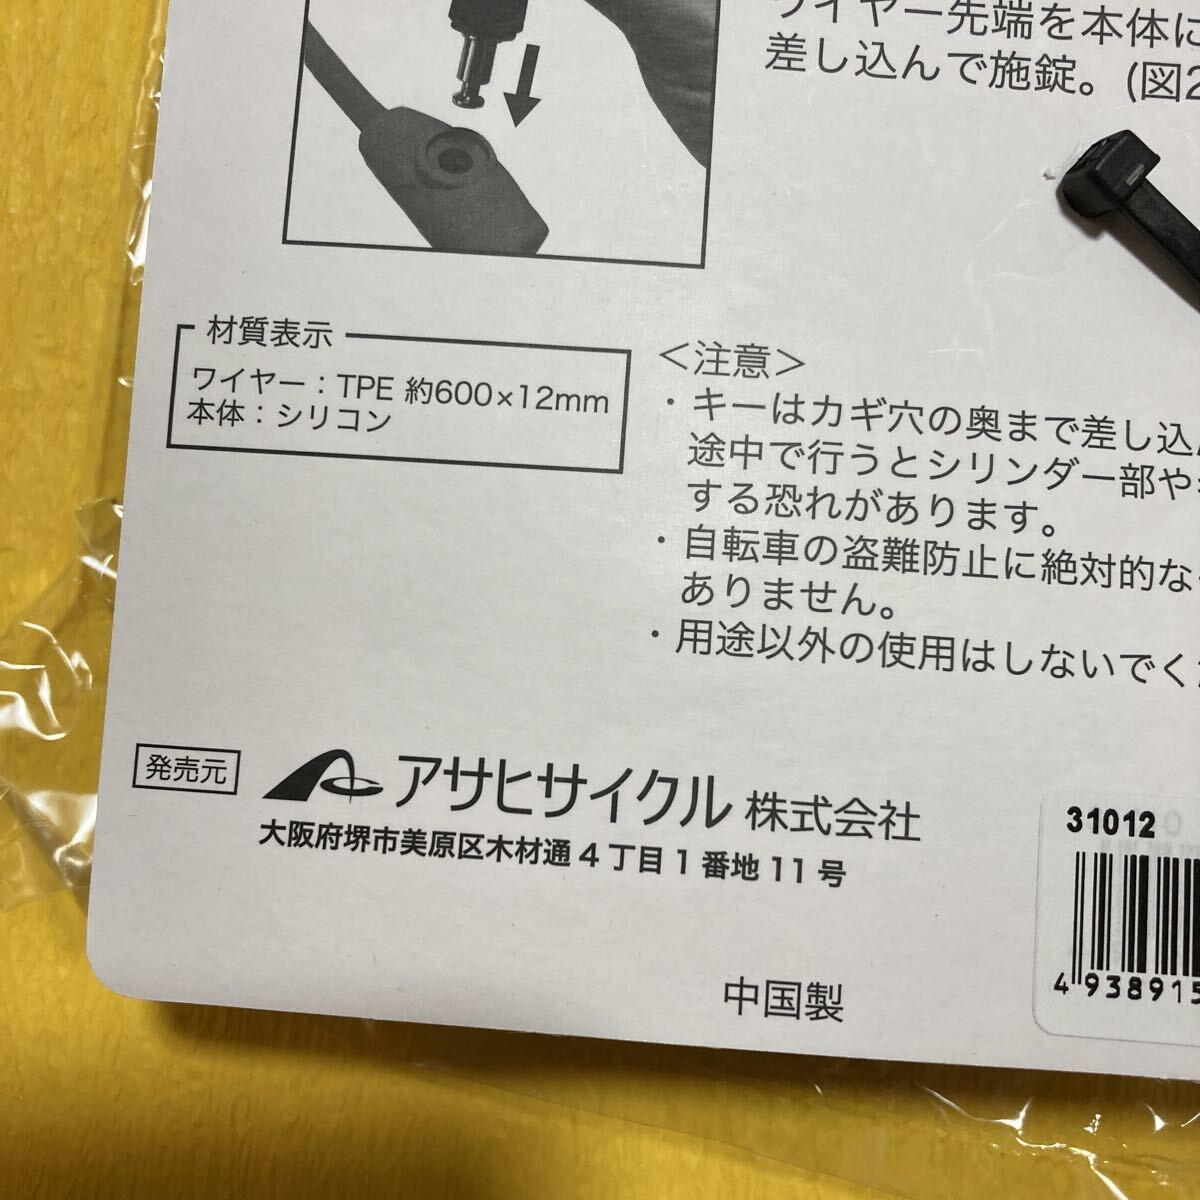 ワイヤー先端を本体に
差し込んで施錠。(図2
材質表示
ワイヤー：TPE 約600×12mm
本体：シリコン
＜注意＞
・キーはカギ穴の奥まで差し込
途中で行うとシリンダー部や
する恐れがあります。
・自転車の盗難防止に絶対的な
ありません。
・用途以外の使用はしないでく
発売元
アサヒサイクル 株式会社
大阪府堺市美原区木材通4丁目1番地11号
中国製
31012
4 938915